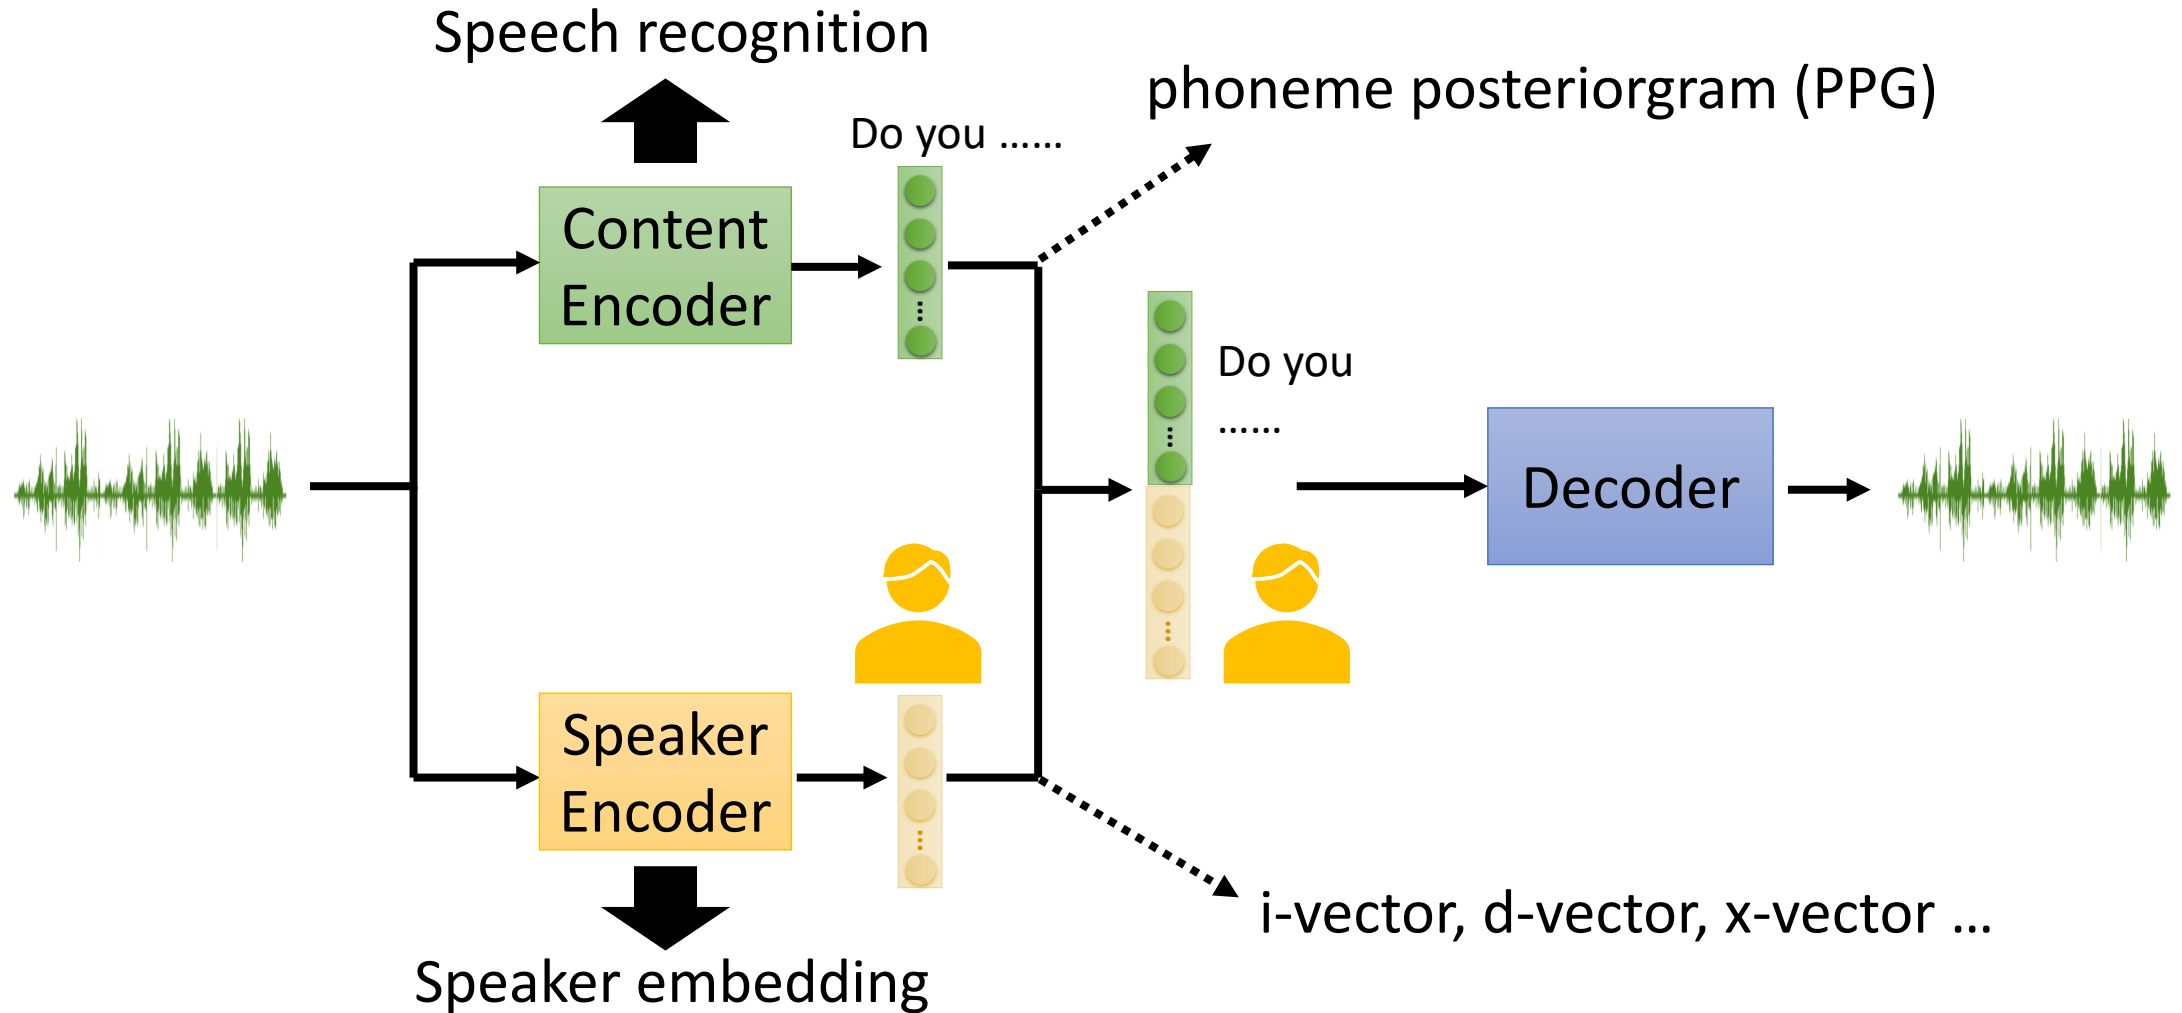 Speech recognition
phoneme posteriorgram (PPG)
Do you ......
Content
Encoder
Do you
......
Decoder
Speaker
Encoder
i-vector, d-vector, x-vector ...
Speaker embedding